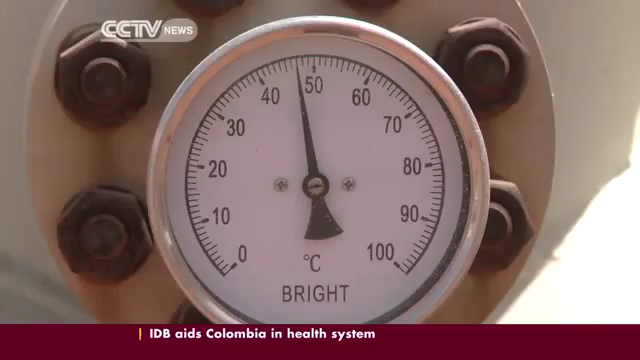 CCTV NEWS
0 10 20 30 40 50 60 70 80 90 100
℃
BRIGHT
| IDB aids Colombia in health system